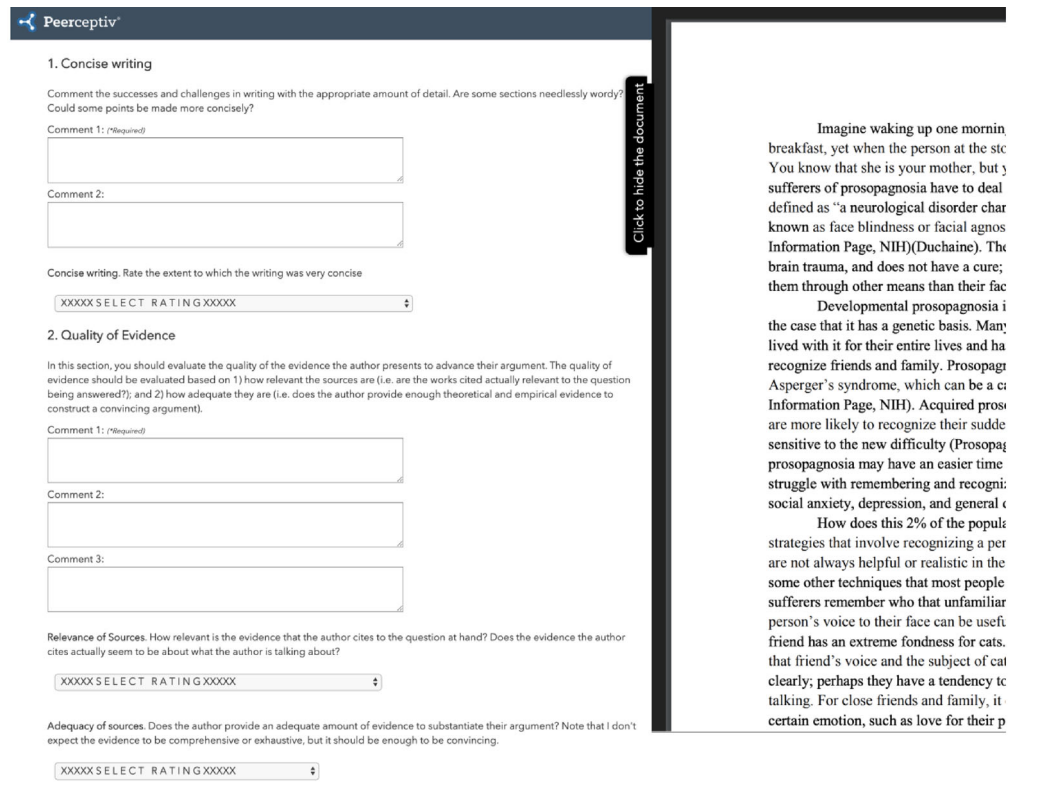 Peerceptiv®
1. Concise writing
Comment the successes and challenges in writing with the appropriate amount of detail. Are some sections needlessly wordy?
Could some points be made more concisely?
Comment 1: (*Required)
Comment 2:
Concise writing. Rate the extent to which the writing was very concise
XXXXX SELECT RATING XXXXX
2. Quality of Evidence
In this section, you should evaluate the quality of the evidence the author presents to advance their argument. The quality of
evidence should be evaluated based on 1) how relevant the sources are (i.e. are the works cited actually relevant to the question
being answered?); and 2) how adequate they are (i.e. does the author provide enough theoretical and empirical evidence to
construct a convincing argument).
Comment 1: (*Required)
Comment 2:
Comment 3:
Relevance of Sources. How relevant is the evidence that the author cites to the question at hand? Does the evidence the author
cites actually seem to be about what the author is talking about?
XXXXX SELECT RATING XXXXX
Adequacy of sources. Does the author provide an adequate amount of evidence to substantiate their argument? Note that I don't
expect the evidence to be comprehensive or exhaustive, but it should be enough to be convincing.
XXXXX SELECT RATING XXXXX
Click to hide the document
Imagine waking up one mornin
breakfast, yet when the person at the sto
You know that she is your mother, but y
sufferers of prosopagnosia have to deal
defined as “a neurological disorder char
known as face blindness or facial agnos
Information Page, NIH)(Duchaine). The
brain trauma, and does not have a cure;
them through other means than their fac
Developmental prosopagnosia i
the case that it has a genetic basis. Many
lived with it for their entire lives and ha
recognize friends and family. Prosopagn
Asperger’s syndrome, which can be a ca
Information Page, NIH). Acquired proso
are more likely to recognize their sudde
sensitive to the new difficulty (Prosopag
prosopagnosia may have an easier time
struggle with remembering and recogniz
social anxiety, depression, and general d
How does this 2% of the popula
strategies that involve recognizing a per
are not always helpful or realistic in the
some other techniques that most people
sufferers remember who that unfamiliar
person’s voice to their face can be usefu
friend has an extreme fondness for cats.
that friend’s voice and the subject of cat
clearly; perhaps they have a tendency to
talking. For close friends and family, it
certain emotion, such as love for their p